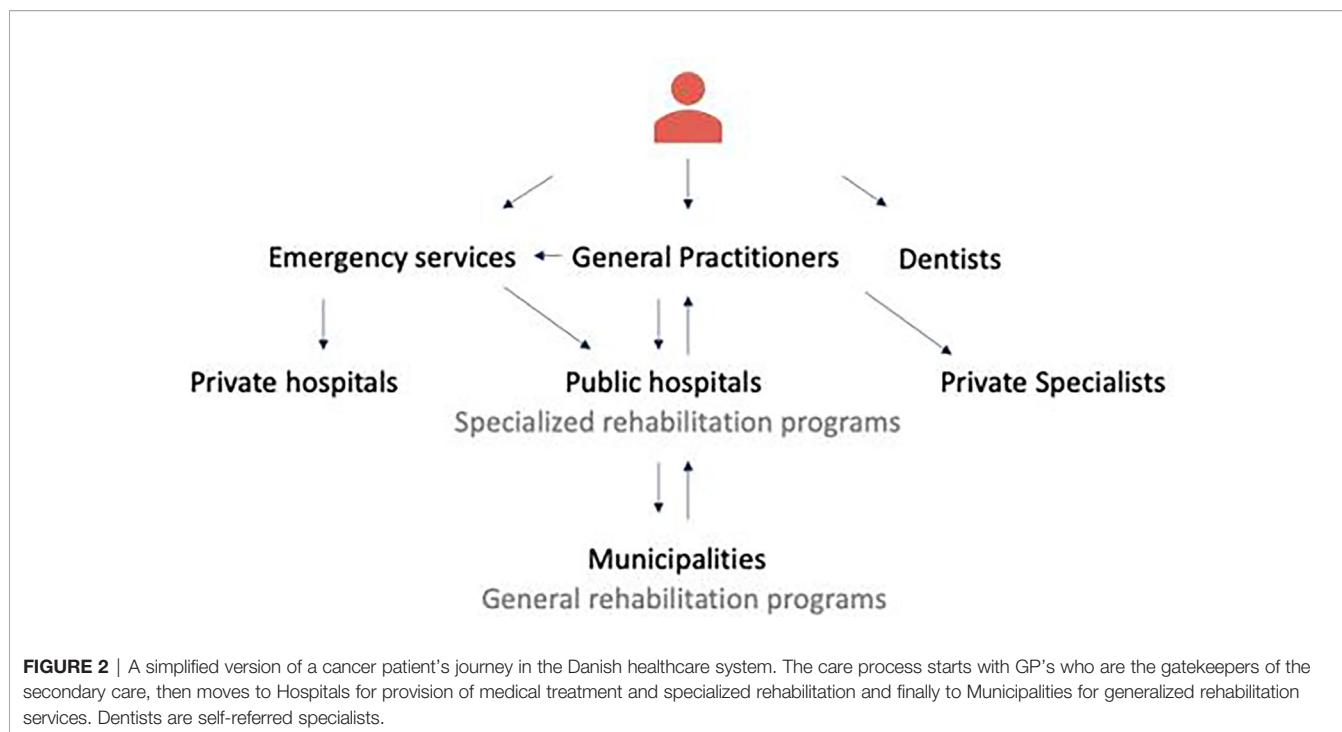 Emergency services
General Practitioners
Dentists
Private hospitals
Public hospitals
Private Specialists
Specialized rehabilitation programs
Municipalities
General rehabilitation programs
FIGURE 2 | A simplified version of a cancer patient's journey in the Danish healthcare system. The care process starts with GP's who are the gatekeepers of the
secondary care, then moves to Hospitals for provision of medical treatment and specialized rehabilitation and finally to Municipalities for generalized rehabilitation
services. Dentists are self-referred specialists.